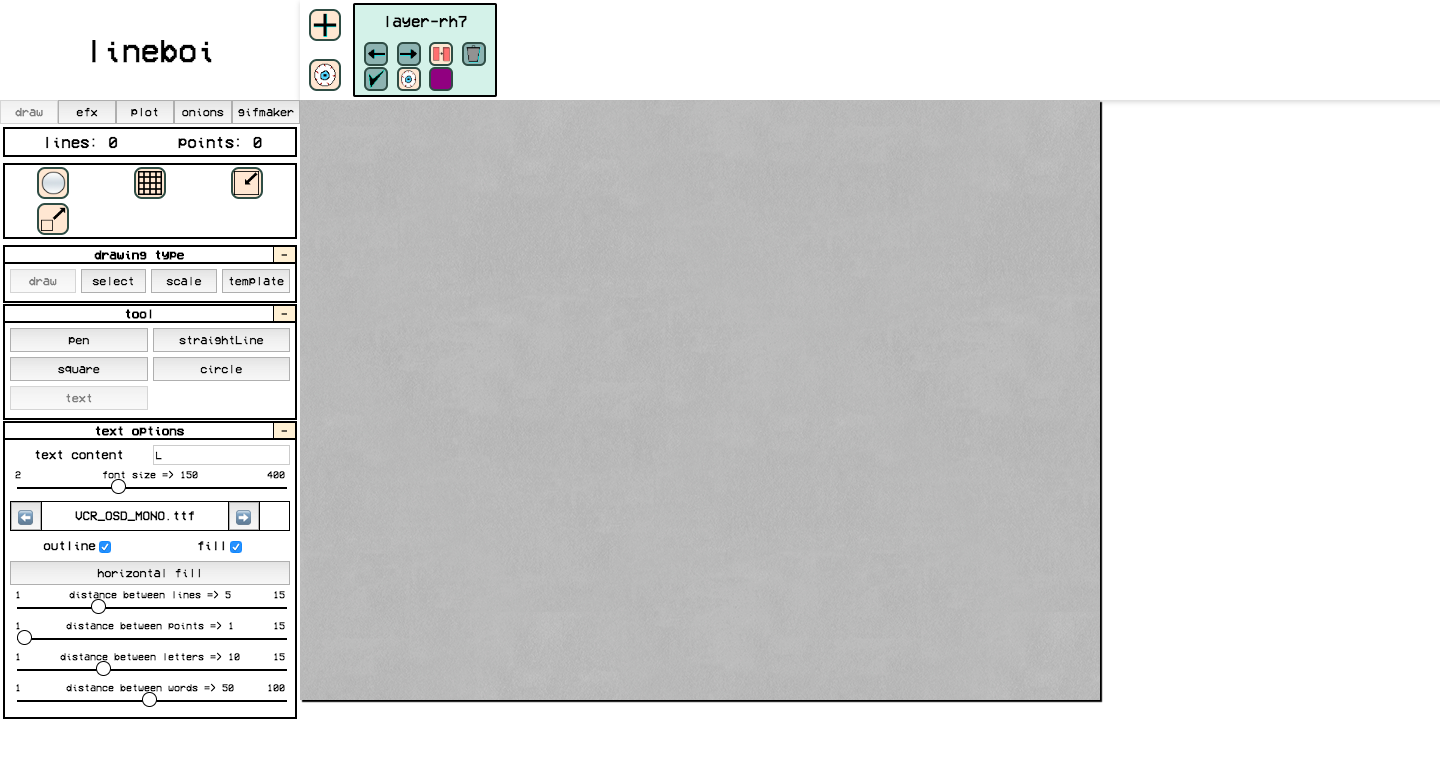 lineboi
layer-rh7
draw efx plot onions gifmaker
lines: 0 points: 0
drawing type -
draw select scale template
tool -
pen straightLine
square circle
text
text options -
text content L
2 font size => 150 400
VCR_OSD_MONO.ttf
outline fill
horizontal fill
1 distance between lines => 5 15
1 distance between points => 1 15
1 distance between letters => 10 15
1 distance between words => 50 100